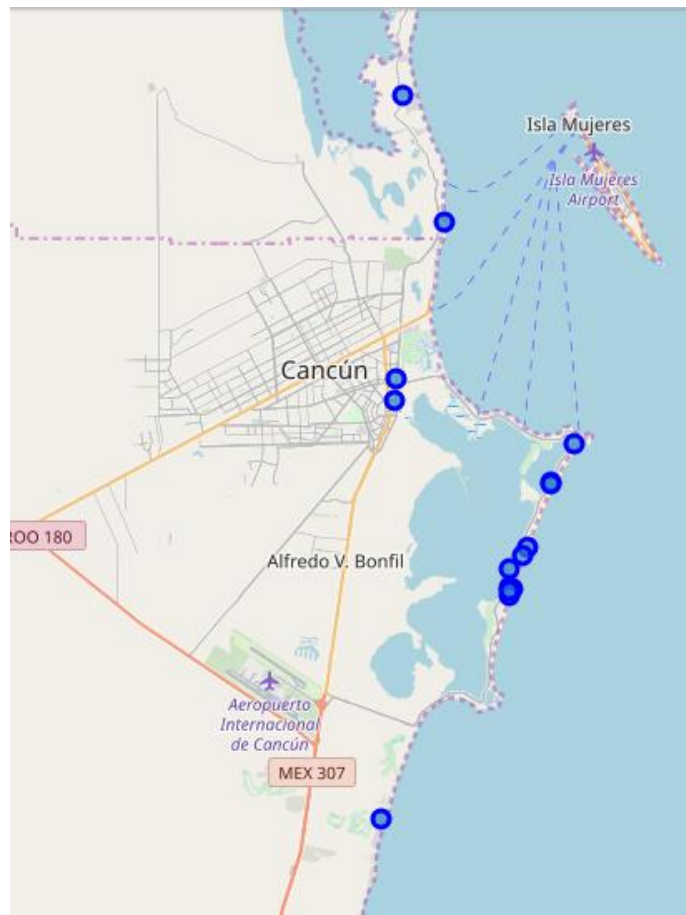 Isla Mujeres
Isla Mujeres
Airport
Cancún
ROO 180
Alfredo V. Bonfil
Aeropuerto
Internacional
de Cancún
MEX 307